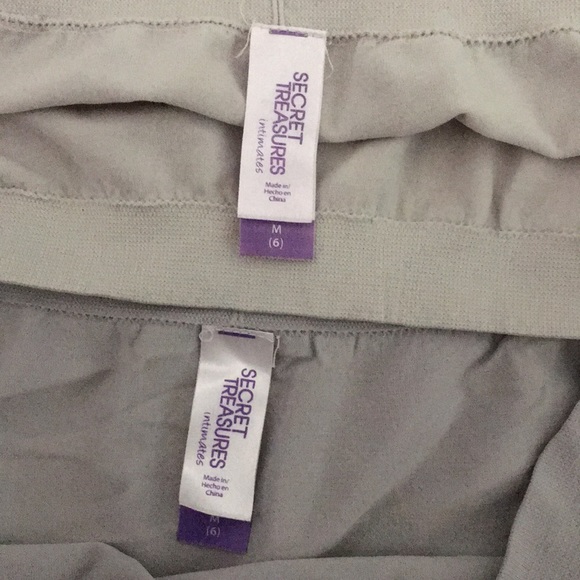 SECRET
TREASURES
intimates
Made in/
Hecho en
China
M
(6)
SECRET
TREASURES
intimates
Made in/
Hecho en
China
M
(6)